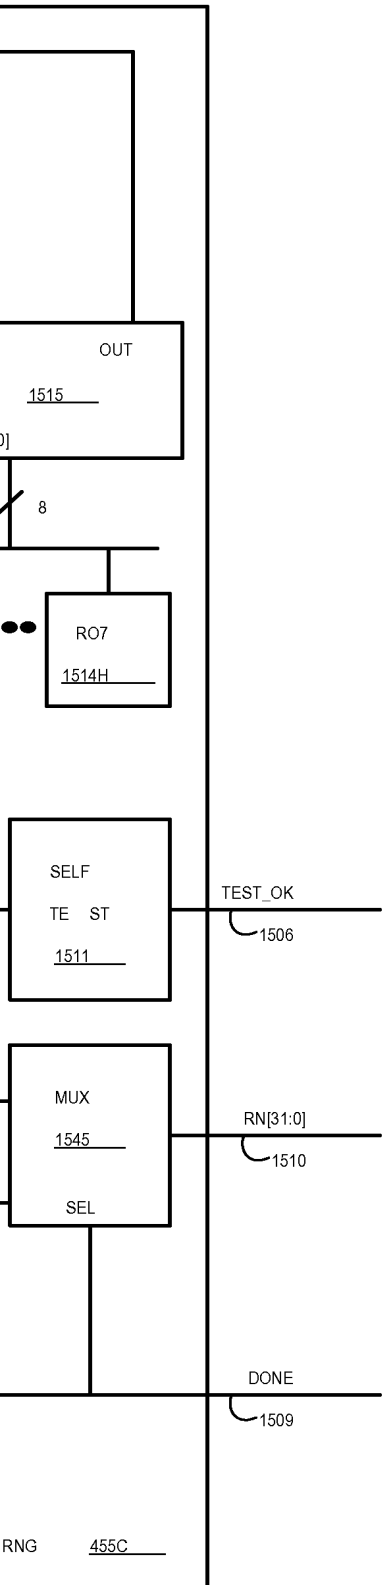 OUT
1515
0]
8
RO7
1514H
SELF
TE ST
1511
TEST_OK
1506
MUX
1545
SEL
RN[31:0]
1510
DONE
1509
RNG 455C